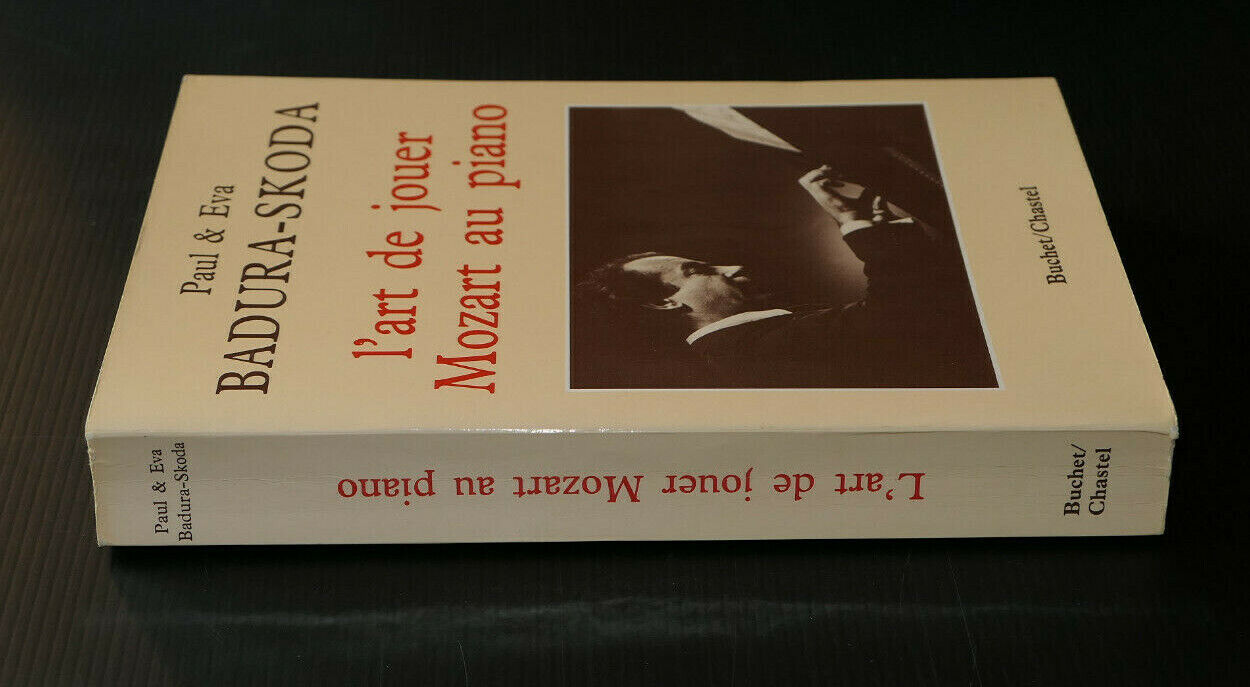 Paul & Eva
BADURA-SKODA
l'art de jouer
Mozart au piano
Buchet/Chastel
Paul & Eva
Badura-Skoda
L'art de jouer Mozart au piano
Buchet/
Chastel